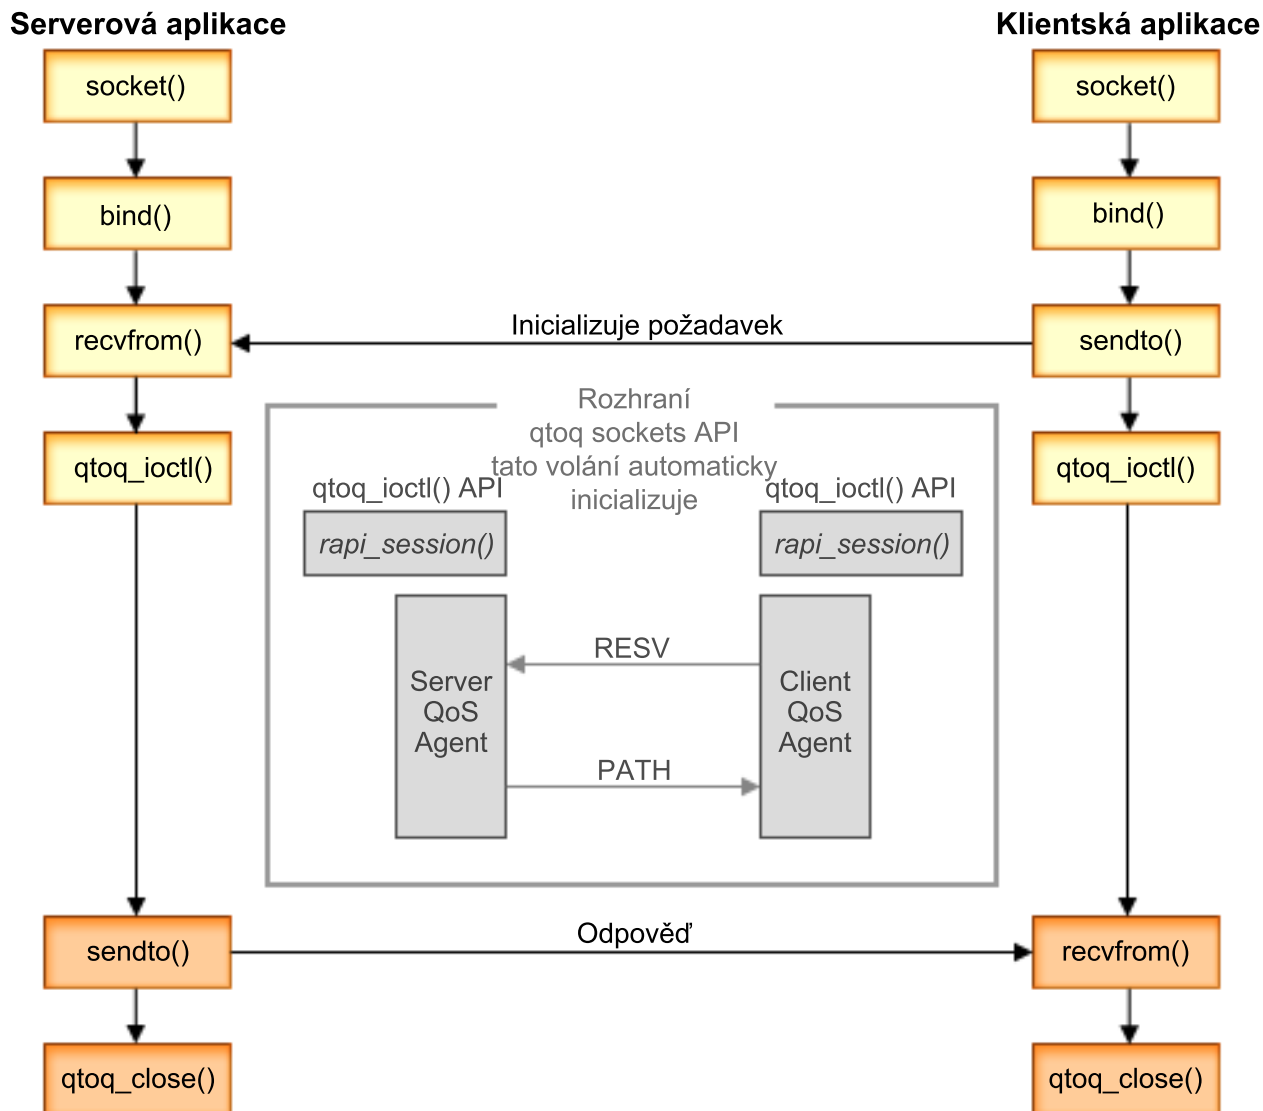 Serverová aplikace
Klientská aplikace
socket()
socket()
bind()
bind()
recvfrom()
Inicializuje požadavek
sendto()
Rozhraní
qtoq sockets API
tato volání automaticky
inicializuje
qtoq_ioctl()
qtoq_ioctl()
qtoq_ioctl() API
qtoq_ioctl() API
rapi_session()
rapi_session()
RESV
Server
QoS
Agent
Client
QoS
Agent
PATH
sendto()
Odpověď
recvfrom()
qtoq_close()
qtoq_close()